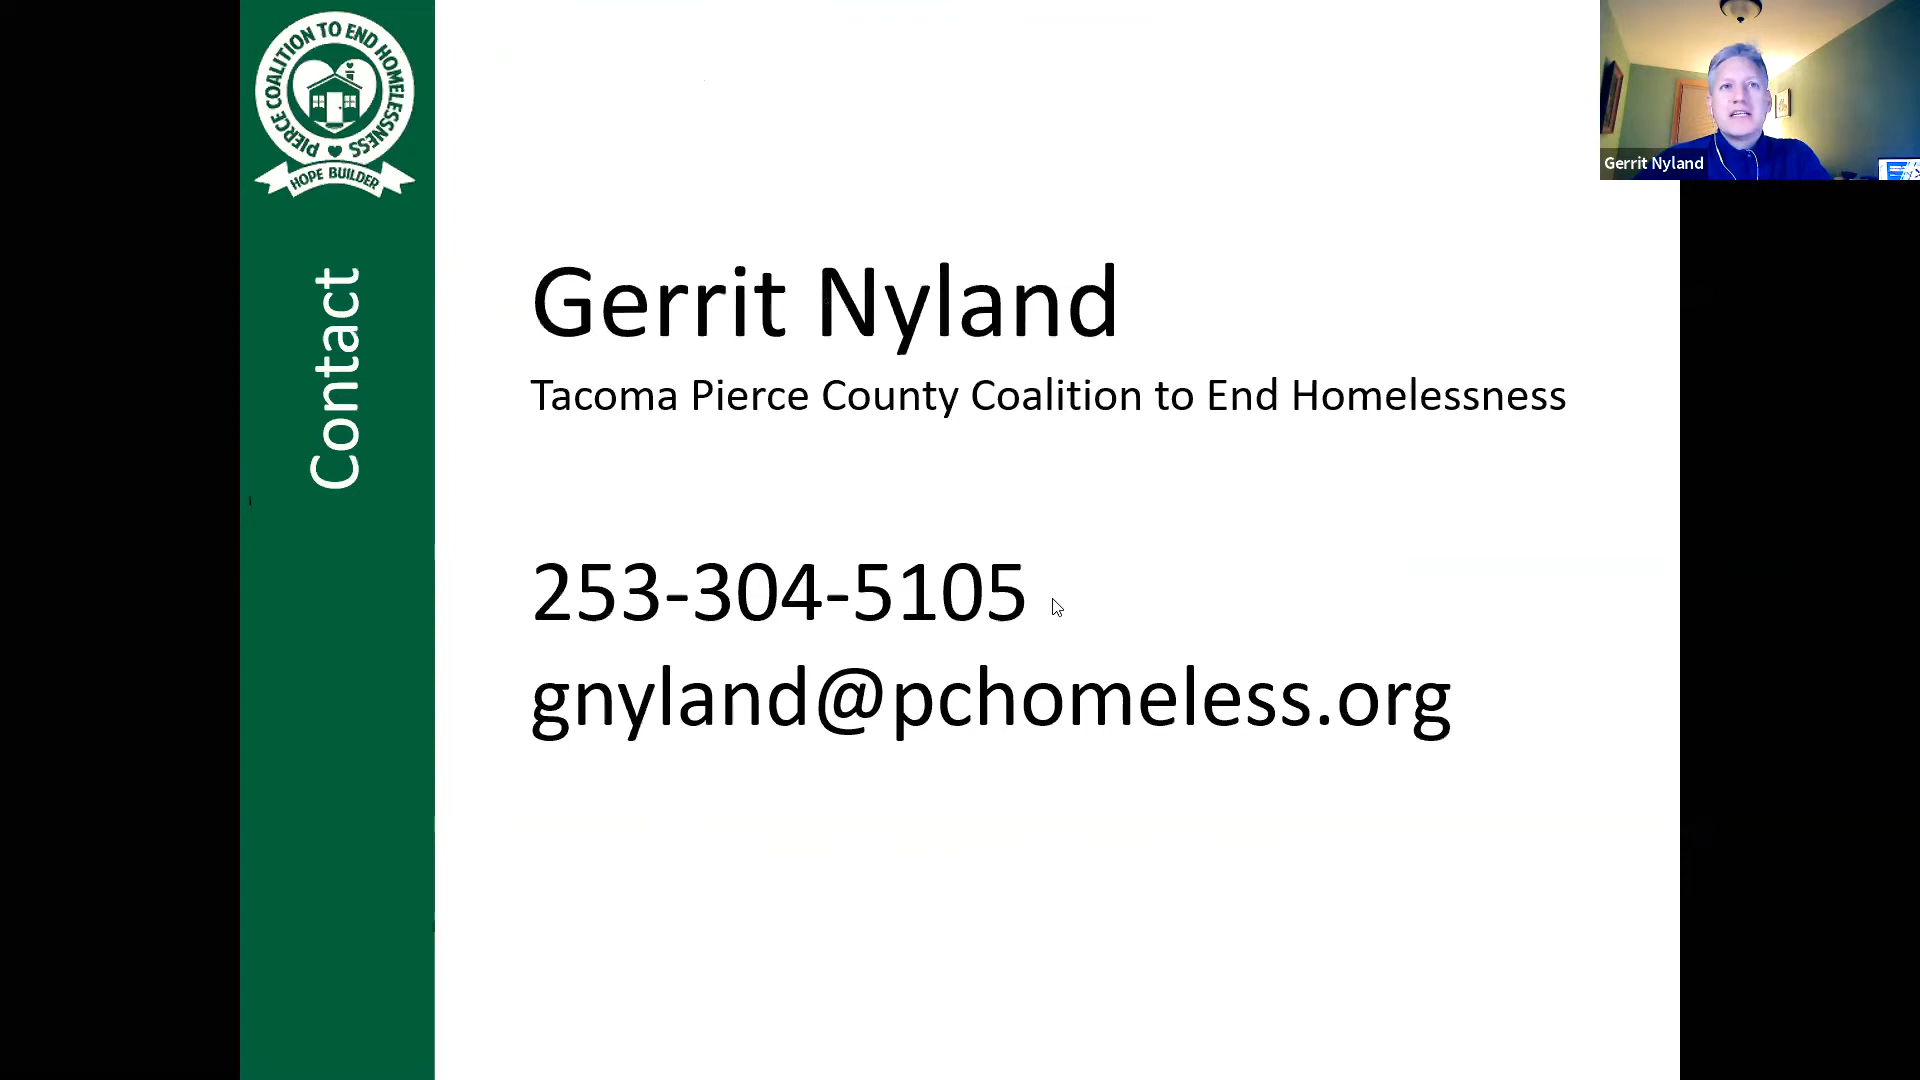 PIERCE COALITION TO END HOMELESSNESS
HOPE BUILDER
Contact
Gerrit Nyland
Tacoma Pierce County Coalition to End Homelessness
253-304-5105
gnyland@pchomeless.org
Gerrit Nyland